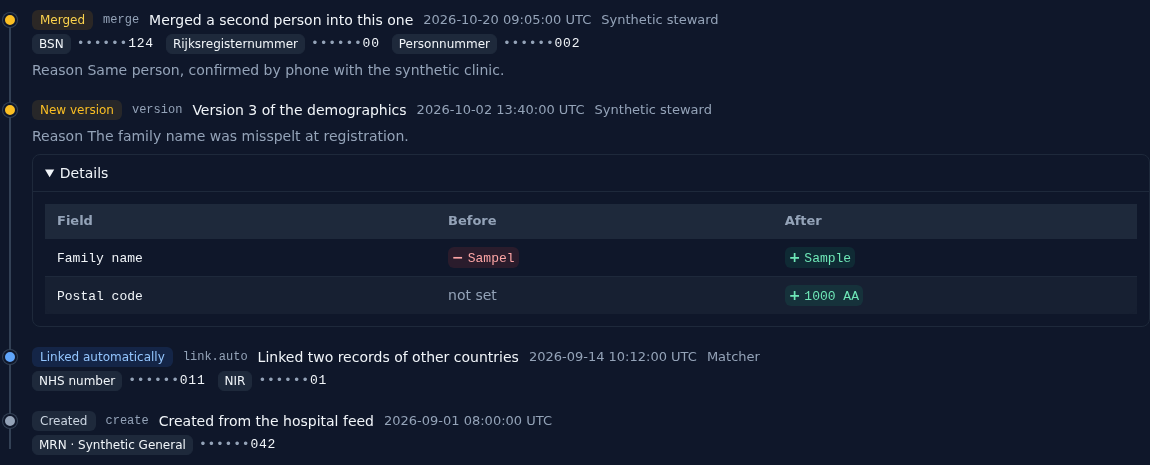 Merged merge Merged a second person into this one 2026-10-20 09:05:00 UTC Synthetic steward
BSN ••••••124 Rijksregisternummer ••••••00 Personnummer ••••••002
Reason Same person, confirmed by phone with the synthetic clinic.
New version version Version 3 of the demographics 2026-10-02 13:40:00 UTC Synthetic steward
Reason The family name was misspelt at registration.
▼ Details
Field Before After
Family name − Sampel + Sample
Postal code not set + 1000 AA
Linked automatically link.auto Linked two records of other countries 2026-09-14 10:12:00 UTC Matcher
NHS number ••••••011 NIR ••••••01
Created create Created from the hospital feed 2026-09-01 08:00:00 UTC
MRN · Synthetic General ••••••042